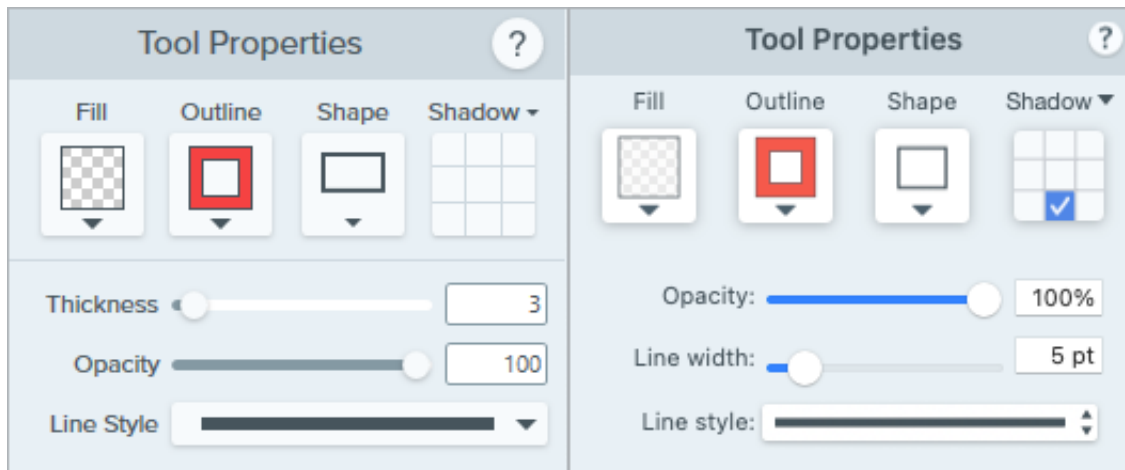 Tool Properties ?
Fill Outline Shape Shadow
Thickness 3
Opacity 100
Line Style
Tool Properties ?
Fill Outline Shape Shadow
Opacity: 100%
Line width: 5 pt
Line style: